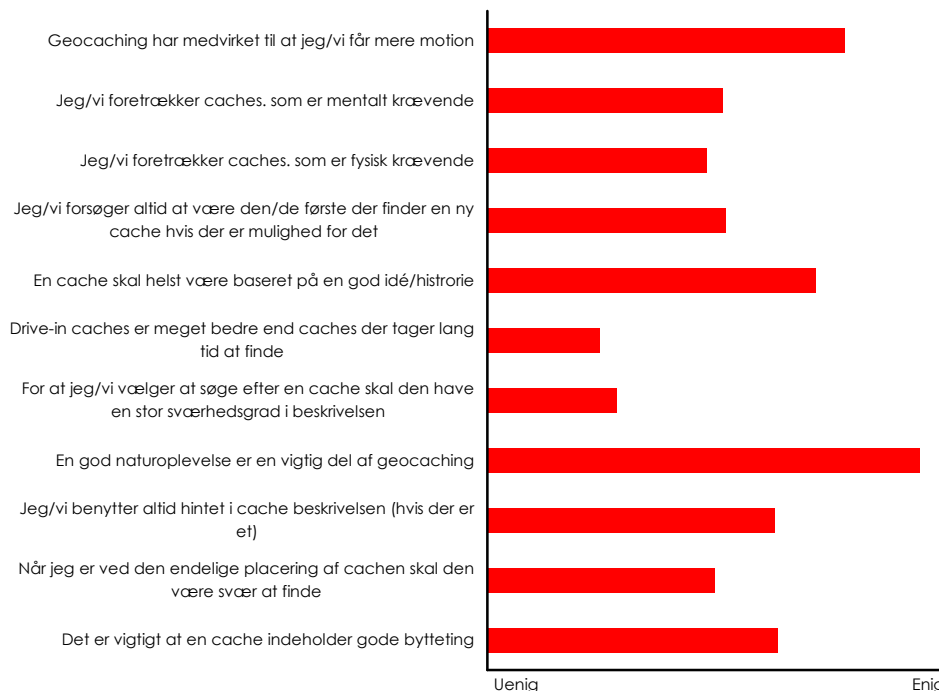 Geocaching har medvirket til at jeg/vi får mere motion
Jeg/vi foretrækker caches. som er mentalt krævende
Jeg/vi foretrækker caches. som er fysisk krævende
Jeg/vi forsøger altid at være den/de første der finder en ny
cache hvis der er mulighed for det
En cache skal helst være baseret på en god idé/histrorie
Drive-in caches er meget bedre end caches der tager lang
tid at finde
For at jeg/vi vælger at søge efter en cache skal den have
en stor sværhedsgrad i beskrivelsen
En god naturoplevelse er en vigtig del af geocaching
Jeg/vi benytter altid hintet i cache beskrivelsen (hvis der er
et)
Når jeg er ved den endelige placering af cachen skal den
være svær at finde
Det er vigtigt at en cache indeholder gode bytteting
Uenig
Enig